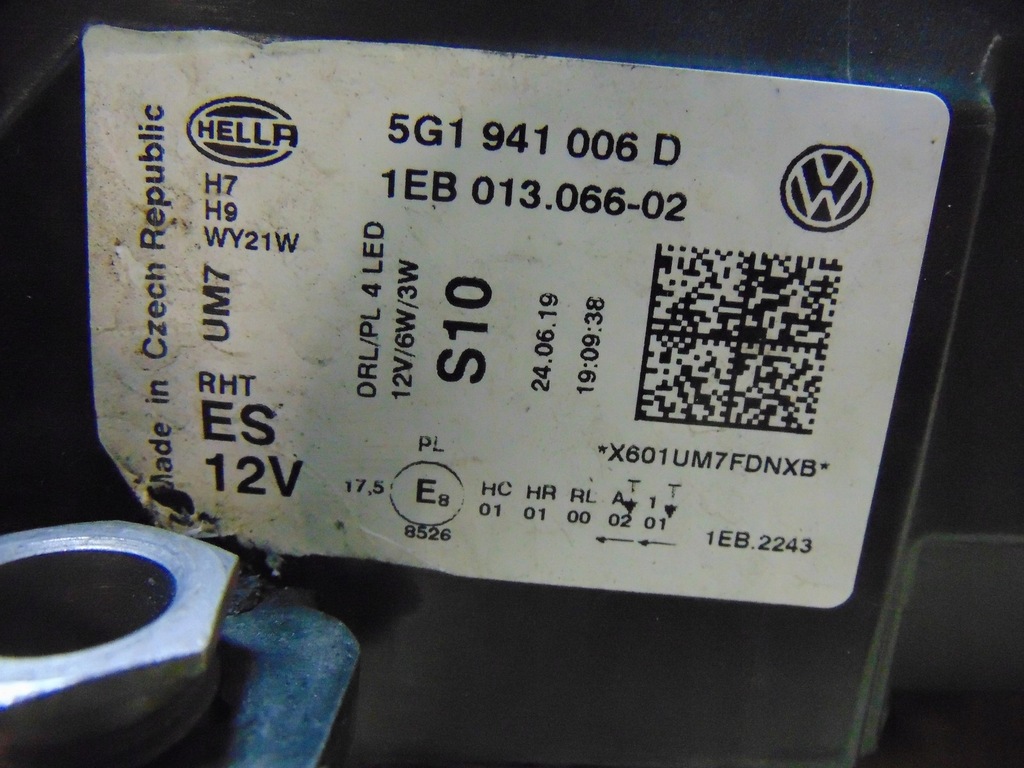 Made in Czech Republic
HELLA
H7
H9
WY21W
UM7
RHT
ES
12V
5G1 941 006 D
1EB 013.066-02
DRL/PL 4 LED
12V/6W/3W
S10
24.06.19
19:09:38
*X601UM7FDNXB*
PL
17,5 E8
8526
HC HR RL A 1
01 01 00 02 01
T T
1EB.2243
VW